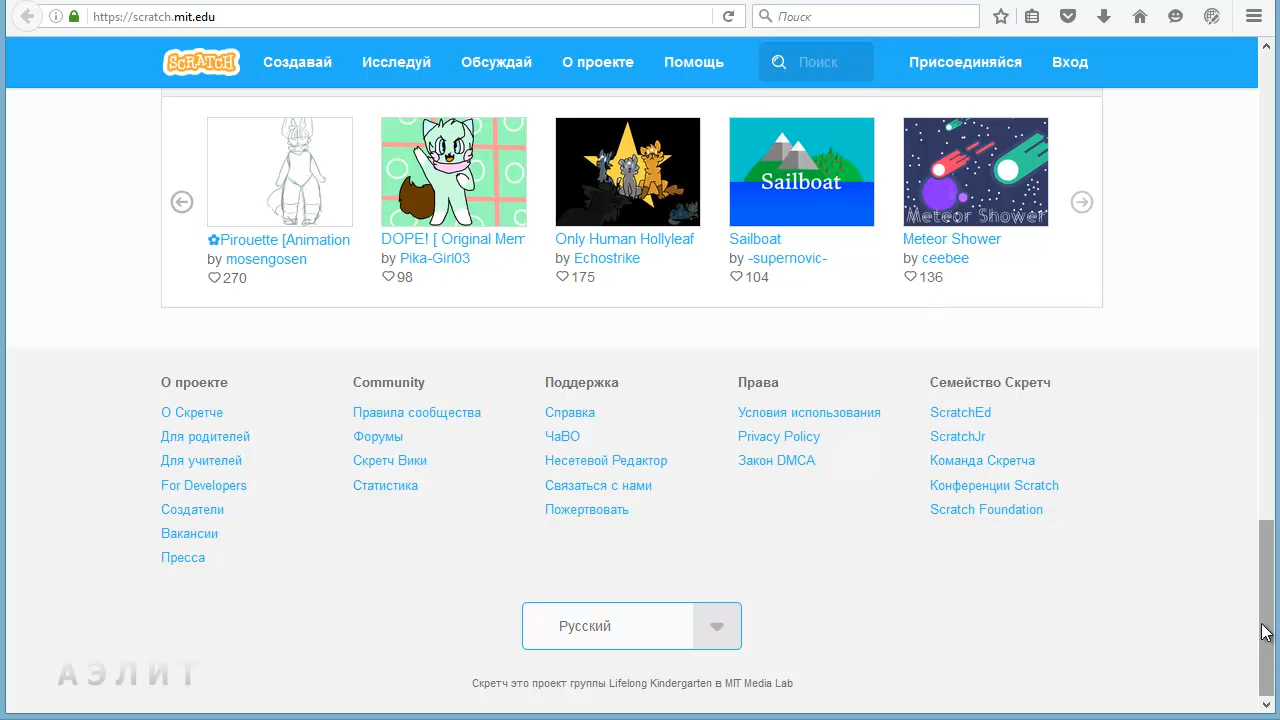 https://scratch.mit.edu
Поиск
SCRATCH Создавай Исследуй Обсуждай О проекте Помощь Поиск Присоединяйся Вход
Sailboat
Meteor Shower
✿Pirouette [Animation DOPE! [ Original Mem Only Human Hollyleaf Sailboat Meteor Shower
by mosengosen by Pika-Girl03 by Echostrike by -supernovic- by ceebee
270 98 175 104 136
О проекте Community Поддержка Права Семейство Скретч
О Скретче Правила сообщества Справка Условия использования ScratchEd
Для родителей Форумы ЧаВО Privacy Policy ScratchJr
Для учителей Скретч Вики Несетевой Редактор Закон DMCA Команда Скретча
For Developers Статистика Связаться с нами Конференции Scratch
Создатели Пожертвовать Scratch Foundation
Вакансии
Пресса
Русский
АЭЛИТ
Скретч это проект группы Lifelong Kindergarten в MIT Media Lab